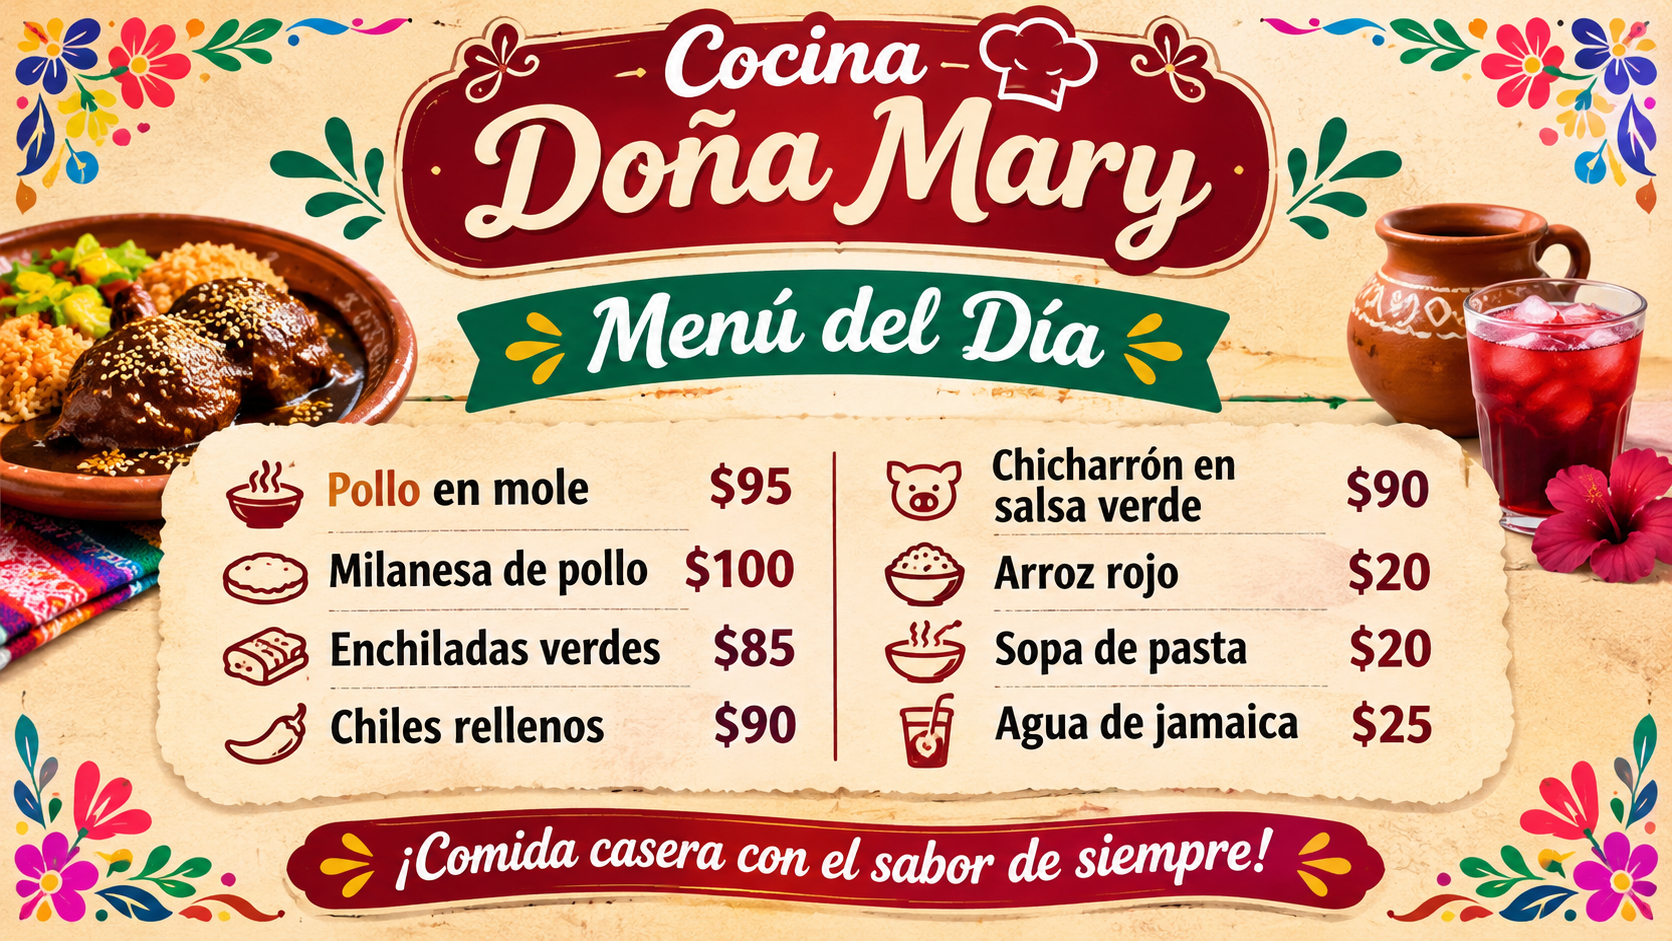 Cocina
Doña Mary
Menú del Día
Pollo en mole $95
Milanesa de pollo $100
Enchiladas verdes $85
Chiles rellenos $90
Chicharrón en
salsa verde $90
Arroz rojo $20
Sopa de pasta $20
Agua de jamaica $25
¡Comida casera con el sabor de siempre!